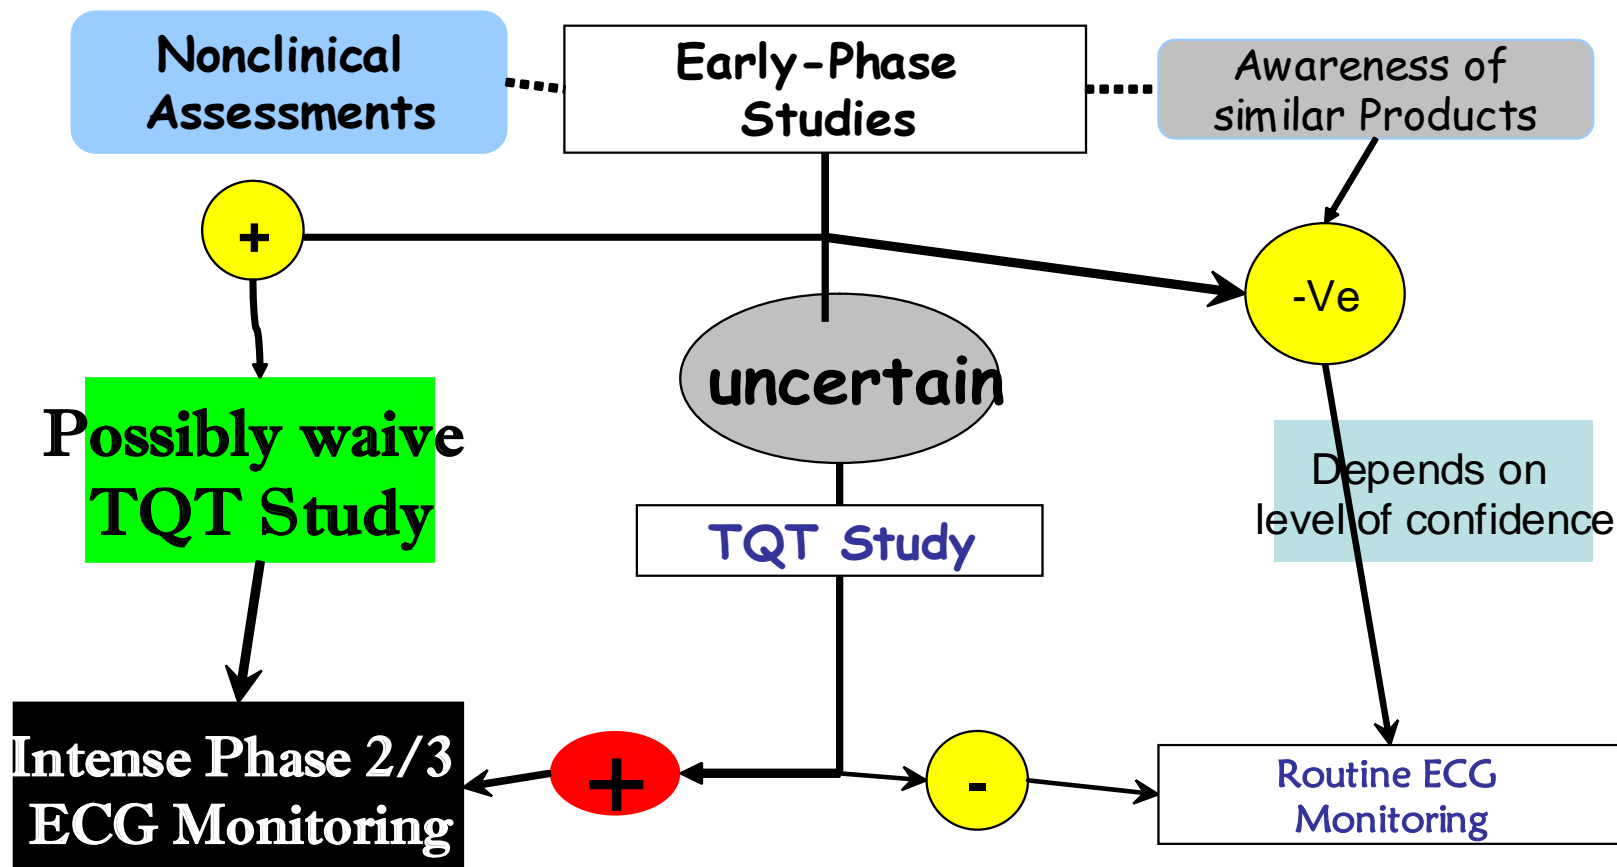 Nonclinical
Assessments
Early-Phase
Studies
Awareness of
similar Products
+
-Ve
uncertain
Possibly waive
TQT Study
Depends on
level of confidence
TQT Study
Intense Phase 2/3
ECG Monitoring
+
-
Routine ECG
Monitoring